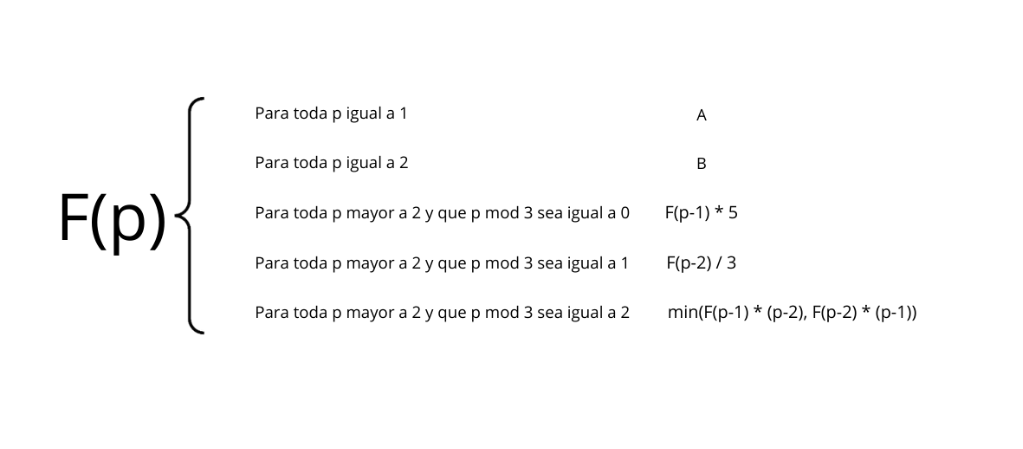 F(p)
Para toda p igual a 1 A
Para toda p igual a 2 B
Para toda p mayor a 2 y que p mod 3 sea igual a 0 F(p-1) * 5
Para toda p mayor a 2 y que p mod 3 sea igual a 1 F(p-2) / 3
Para toda p mayor a 2 y que p mod 3 sea igual a 2 min(F(p-1) * (p-2), F(p-2) * (p-1))